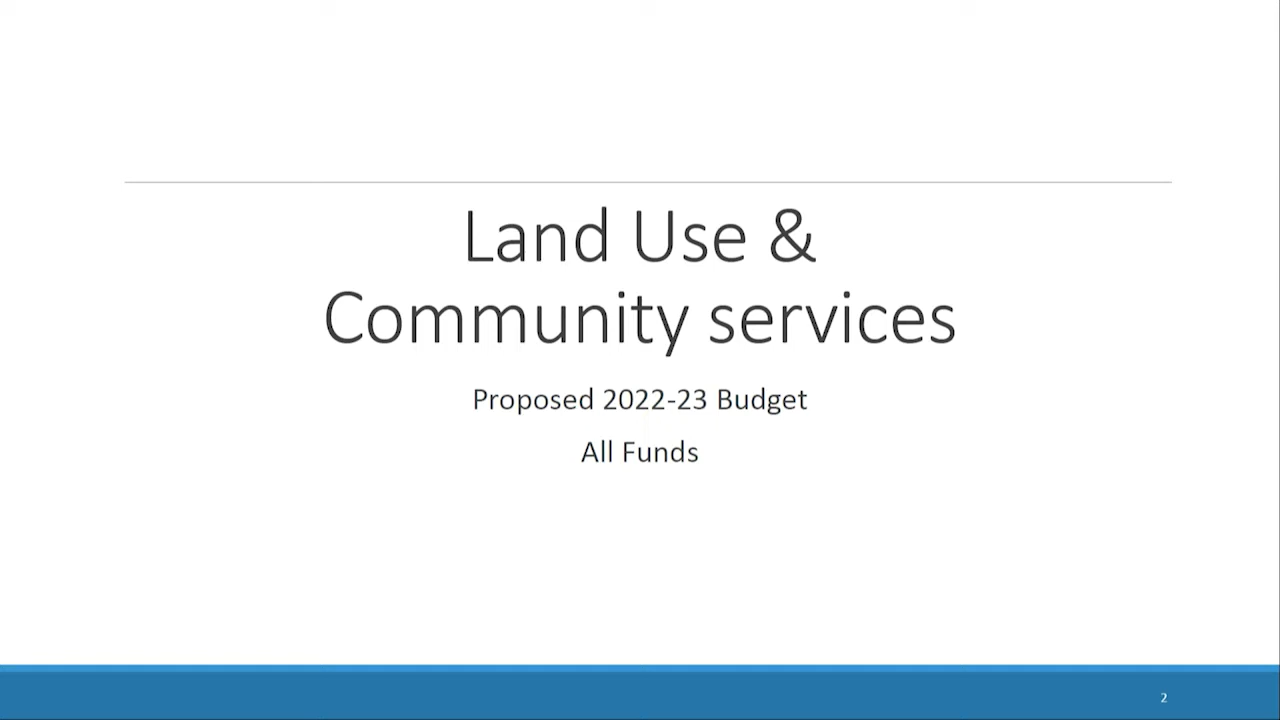 Land Use &
Community services
Proposed 2022-23 Budget
All Funds
2